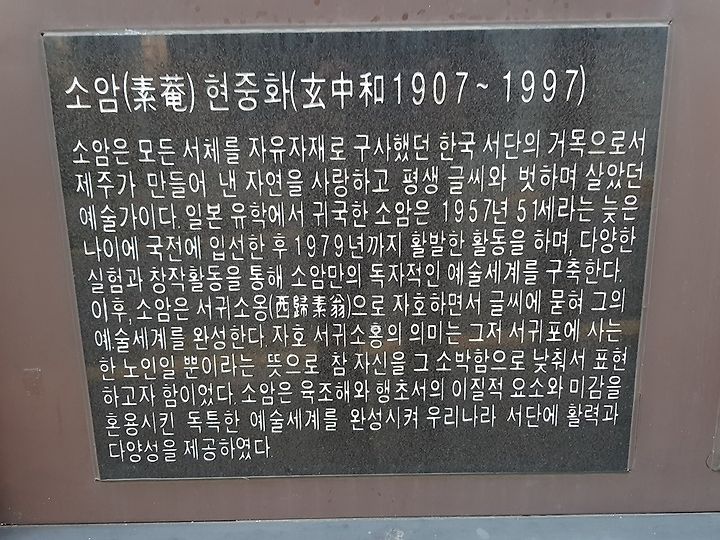 소암(素菴) 현중화(玄中和1907~1997)
소암은 모든 서체를 자유자재로 구사했던 한국 서단의 거목으로서
제주가 만들어 낸 자연을 사랑하고 평생 글씨와 벗하며 살았던
예술가이다. 일본 유학에서 귀국한 소암은 1957년 51세라는 늦은
나이에 국전에 입선한 후 1979년까지 활발한 활동을 하며, 다양한
실험과 창작활동을 통해 소암만의 독자적인 예술세계를 구축한다.
이후, 소암은 서귀소옹(西歸素翁)으로 자호하면서 글씨에 묻혀 그의
예술세계를 완성한다. 자호 서귀소옹의 의미는 그저 서귀포에 사는
한 노인일 뿐이라는 뜻으로 참 자신을 그 소박함으로 낮춰서 표현
하고자 함이었다. 소암은 육조해와 행초서의 이질적 요소와 미감을
혼용시킨 독특한 예술세계를 완성시켜 우리나라 서단에 활력과
다양성을 제공하였다.